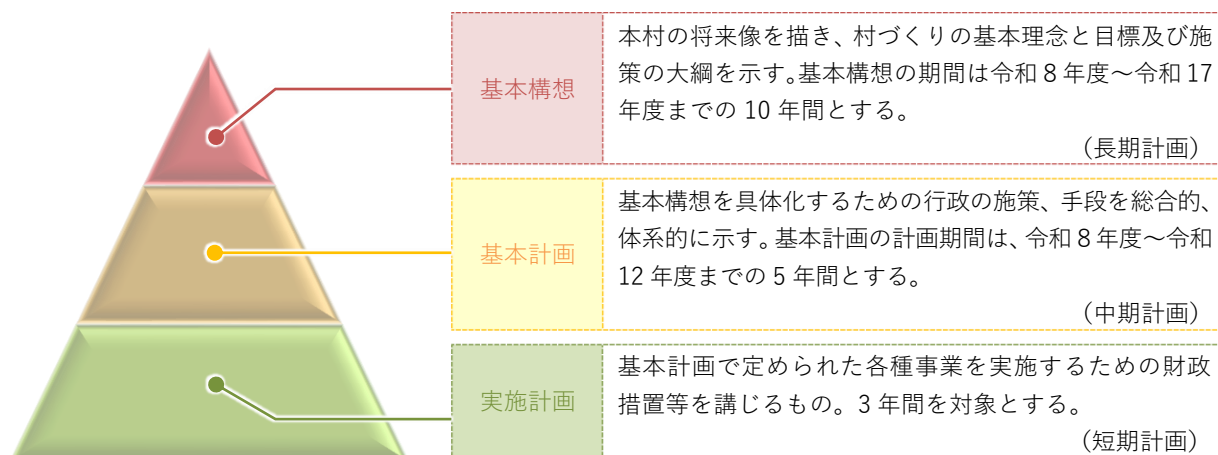 基本構想
本村の将来像を描き、村づくりの基本理念と目標及び施
策の大綱を示す。基本構想の期間は令和8年度～令和17
年度までの10年間とする。
（長期計画）
基本計画
基本構想を具体化するための行政の施策、手段を総合的、
体系的に示す。基本計画の計画期間は、令和8年度～令和
12年度までの5年間とする。
（中期計画）
実施計画
基本計画で定められた各種事業を実施するための財政
措置等を講じるもの。3年間を対象とする。
（短期計画）